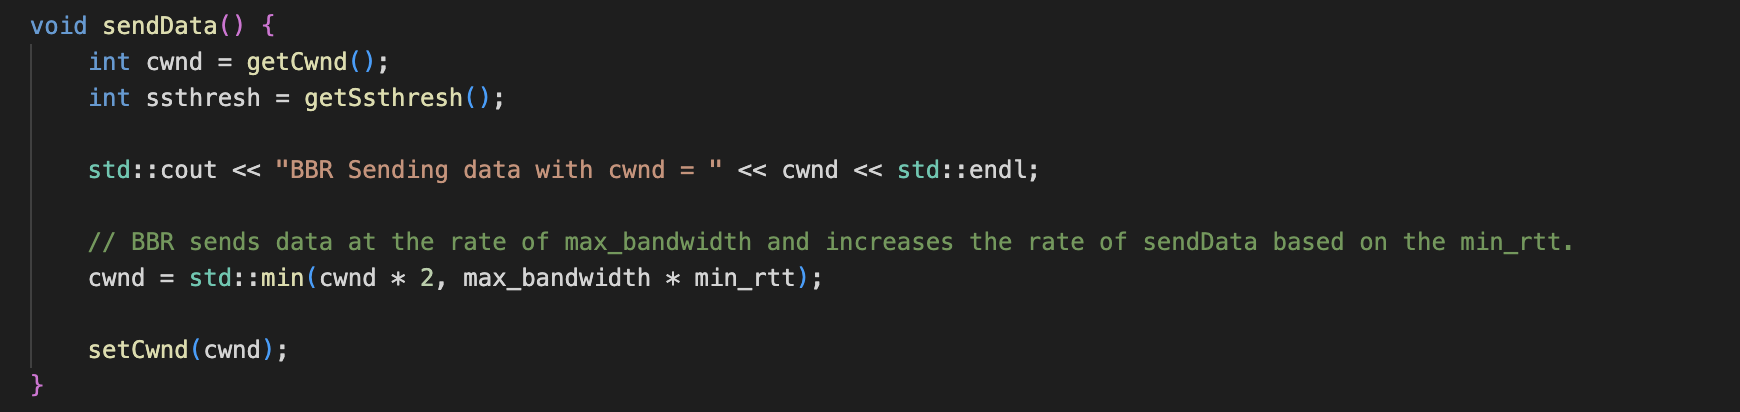 void sendData() {
    int cwnd = getCwnd();
    int ssthresh = getSsthresh();
    std::cout << "BBR Sending data with cwnd = " << cwnd << std::endl;
    // BBR sends data at the rate of max_bandwidth and increases the rate of sendData based on the min_rtt.
    cwnd = std::min(cwnd * 2, max_bandwidth * min_rtt);
    setCwnd(cwnd);
}